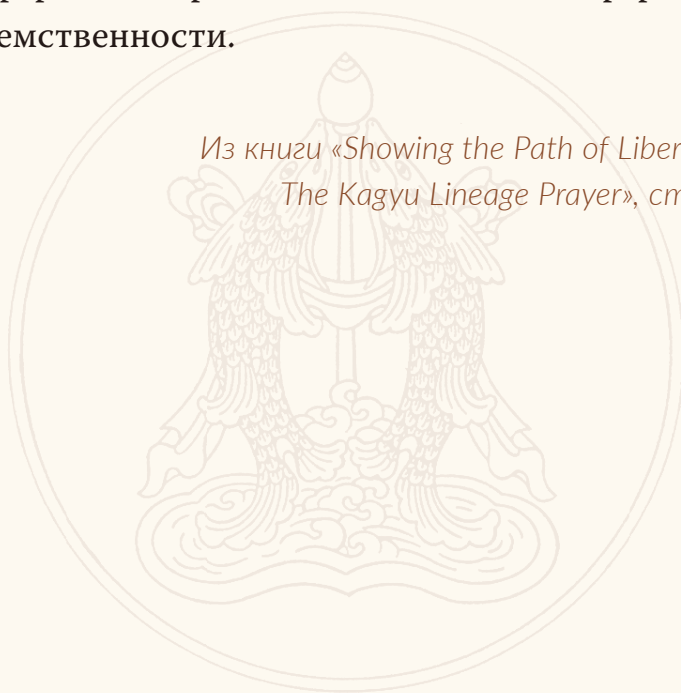 емственности.
Из книги «Showing the Path of Liber
The Kagyu Lineage Prayer», ст